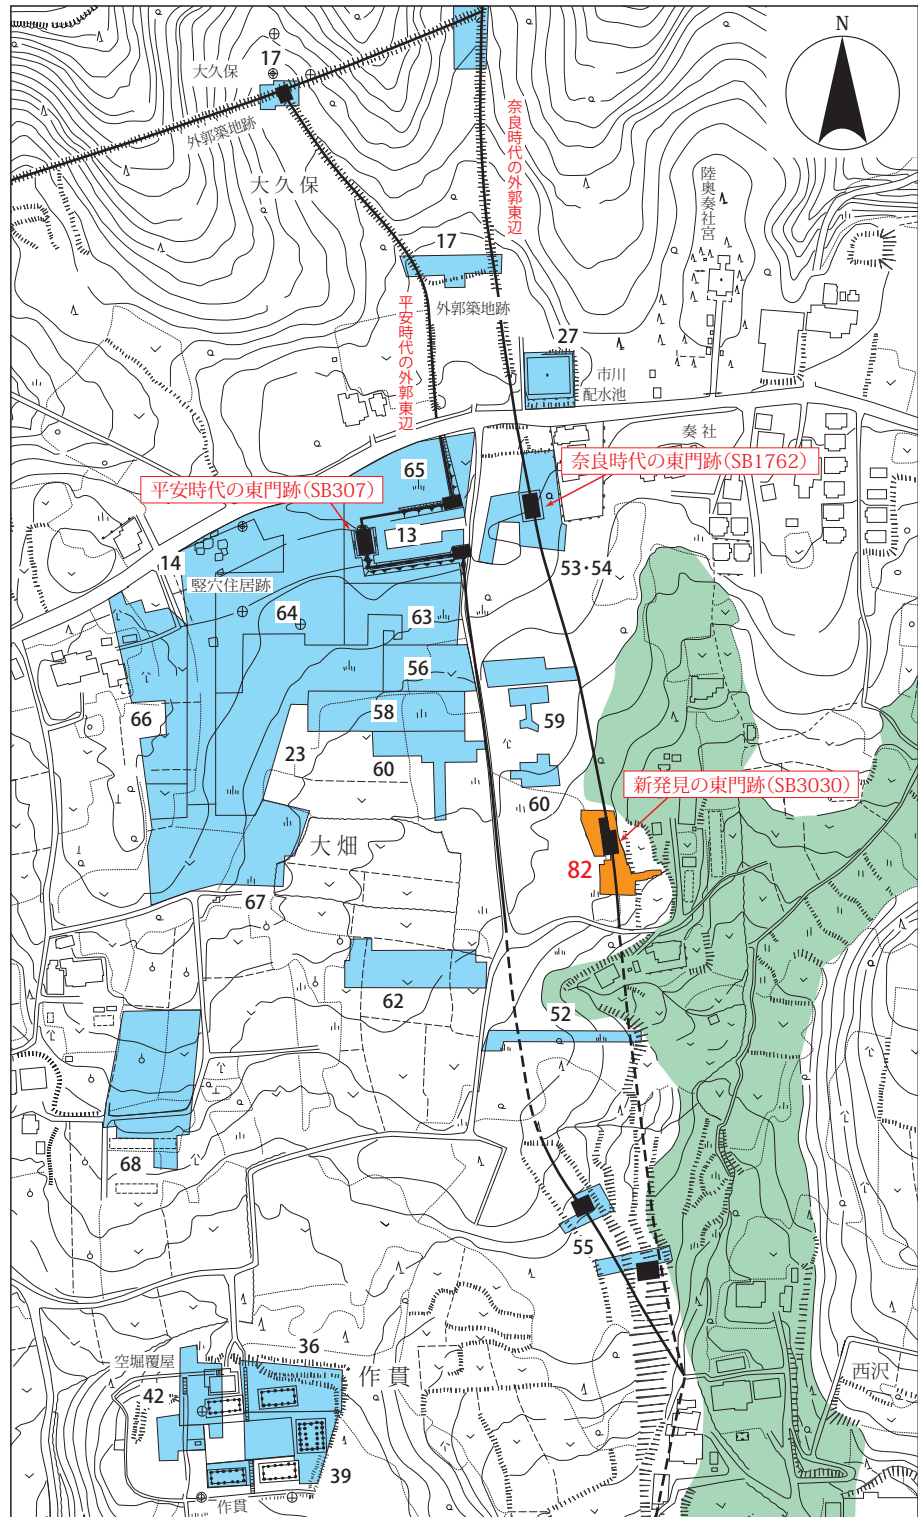 N
17
大久保
外郭築地跡
大久保
奈良時代の外郭東辺
陸奥奏社宮
17
外郭築地跡
平安時代の外郭東辺
27
市川
配水池
奏社
65
奈良時代の東門跡(SB1762)
平安時代の東門跡(SB307)
13
14
竪穴住居跡
53・54
64
63
56
58
59
66
23
60
60
新発見の東門跡(SB3030)
大畑
82
67
62
52
68
55
36
空堀覆屋
作貫
42
西沢
39
作貫